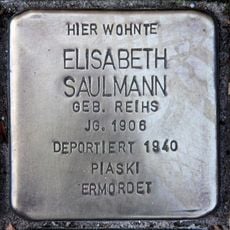 HIER WOHNTE
ELISABETH
SAULMANN
GEB. REIHS
JG. 1906
DEPORTIERT 1940
PIASKI
ERMORDET